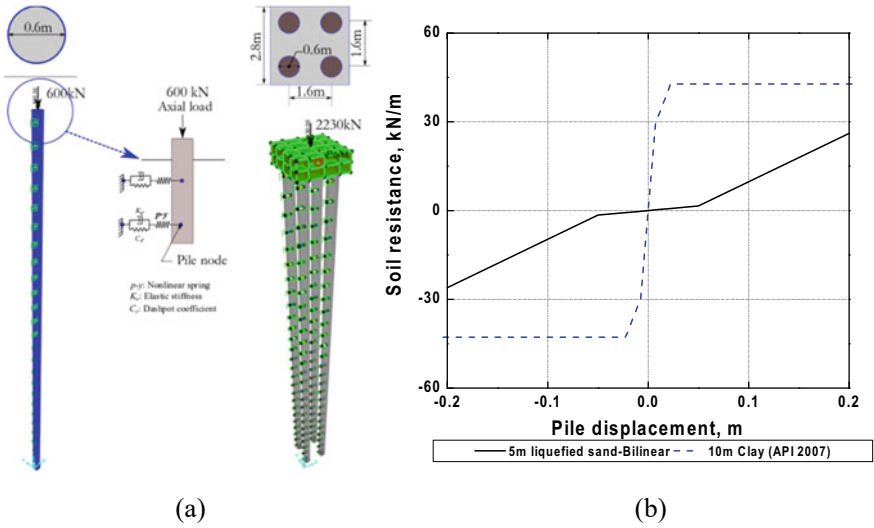 0.6m
600kN
600 kN
Axial load
p-y
Pile node
p-y: Nonlinear spring
Ke: Elastic stiffness
Cr: Dashpot coefficient
2.8m
0.6m
1.6m
1.6m
2230kN
(a)
Soil resistance, kN/m
60
30
0
-30
-60
-0.2 -0.1 0.0 0.1 0.2
Pile displacement, m
5m liquefied sand-Bilinear 10m Clay (API 2007)
(b)